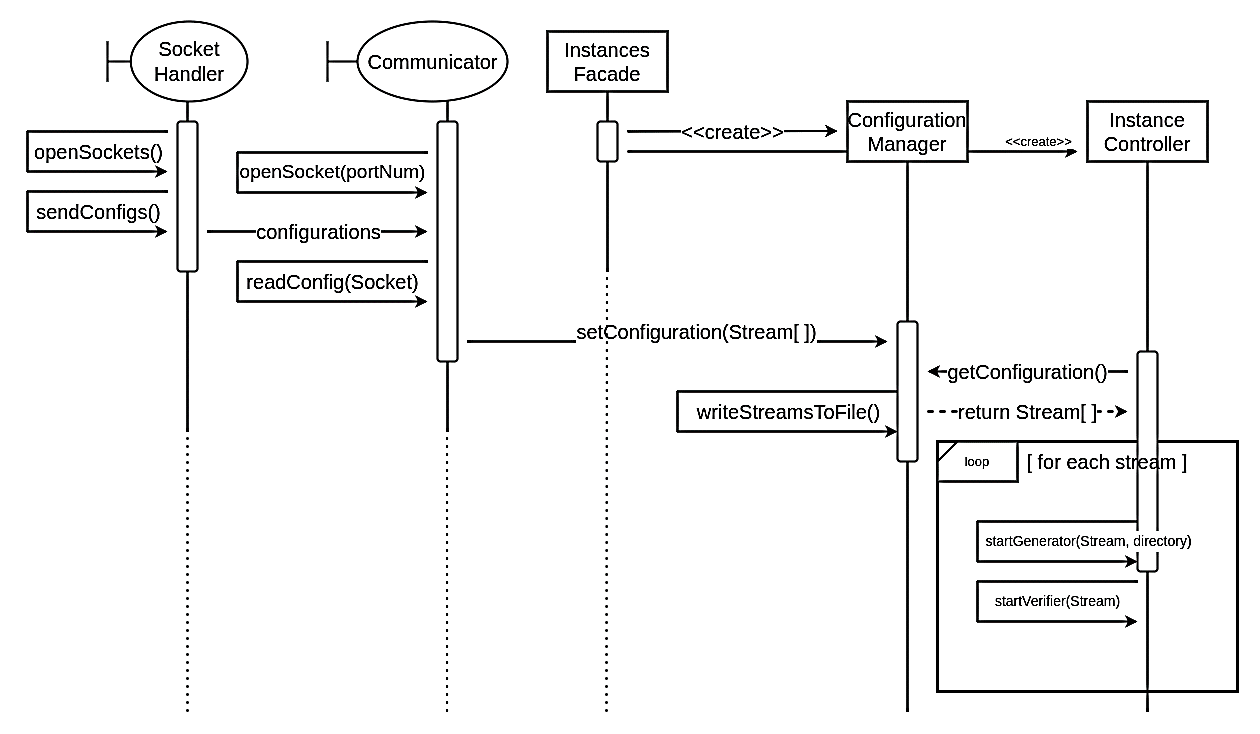 Socket
Handler
Communicator
Instances
Facade
Configuration
Manager
Instance
Controller
<<create>>
<<create>>
openSockets()
openSocket(portNum)
sendConfigs()
configurations
readConfig(Socket)
setConfiguration(Stream[ ])
getConfiguration()
writeStreamsToFile()
return Stream[ ]
loop
[ for each stream ]
startGenerator(Stream, directory)
startVerifier(Stream)